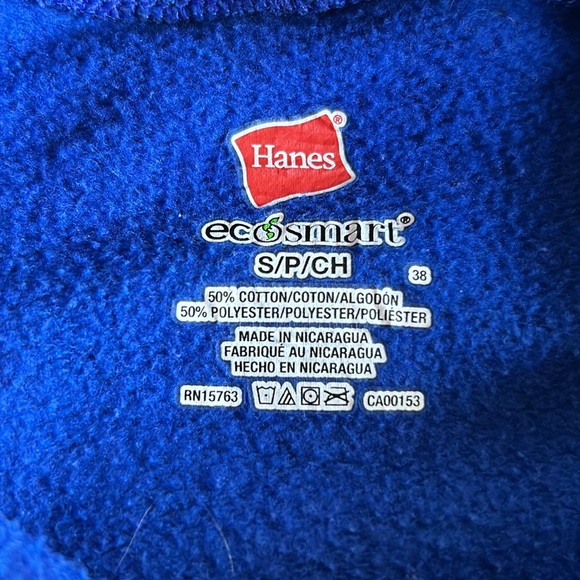 Hanes®
ecosmart®
S/P/CH
38
50% COTTON/COTON/ALGODÓN
50% POLYESTER/POLYESTER/POLIÉSTER
MADE IN NICARAGUA
FABRIQUÉ AU NICARAGUA
HECHO EN NICARAGUA
RN15763
CA00153